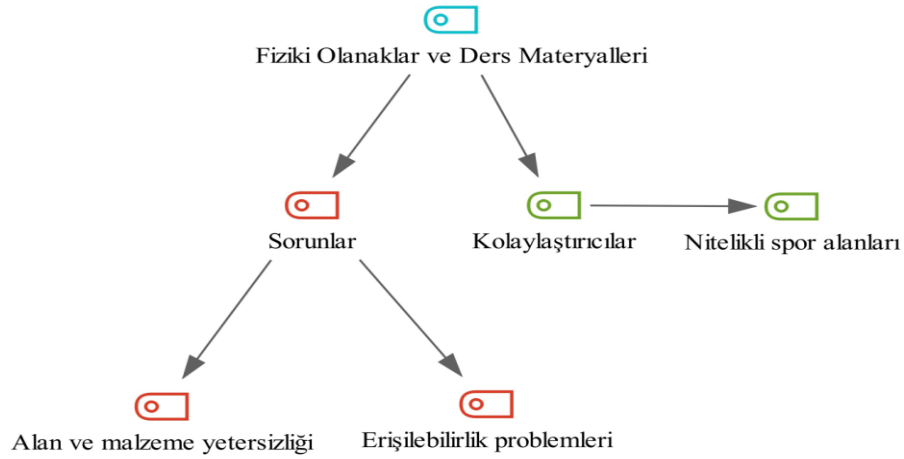 Fiziki Olanaklar ve Ders Materyalleri
Sorunlar
Kolaylaştırıcılar
Nitelikli spor alanları
Alan ve malzeme yetersizliği
Erişilebilirlik problemleri